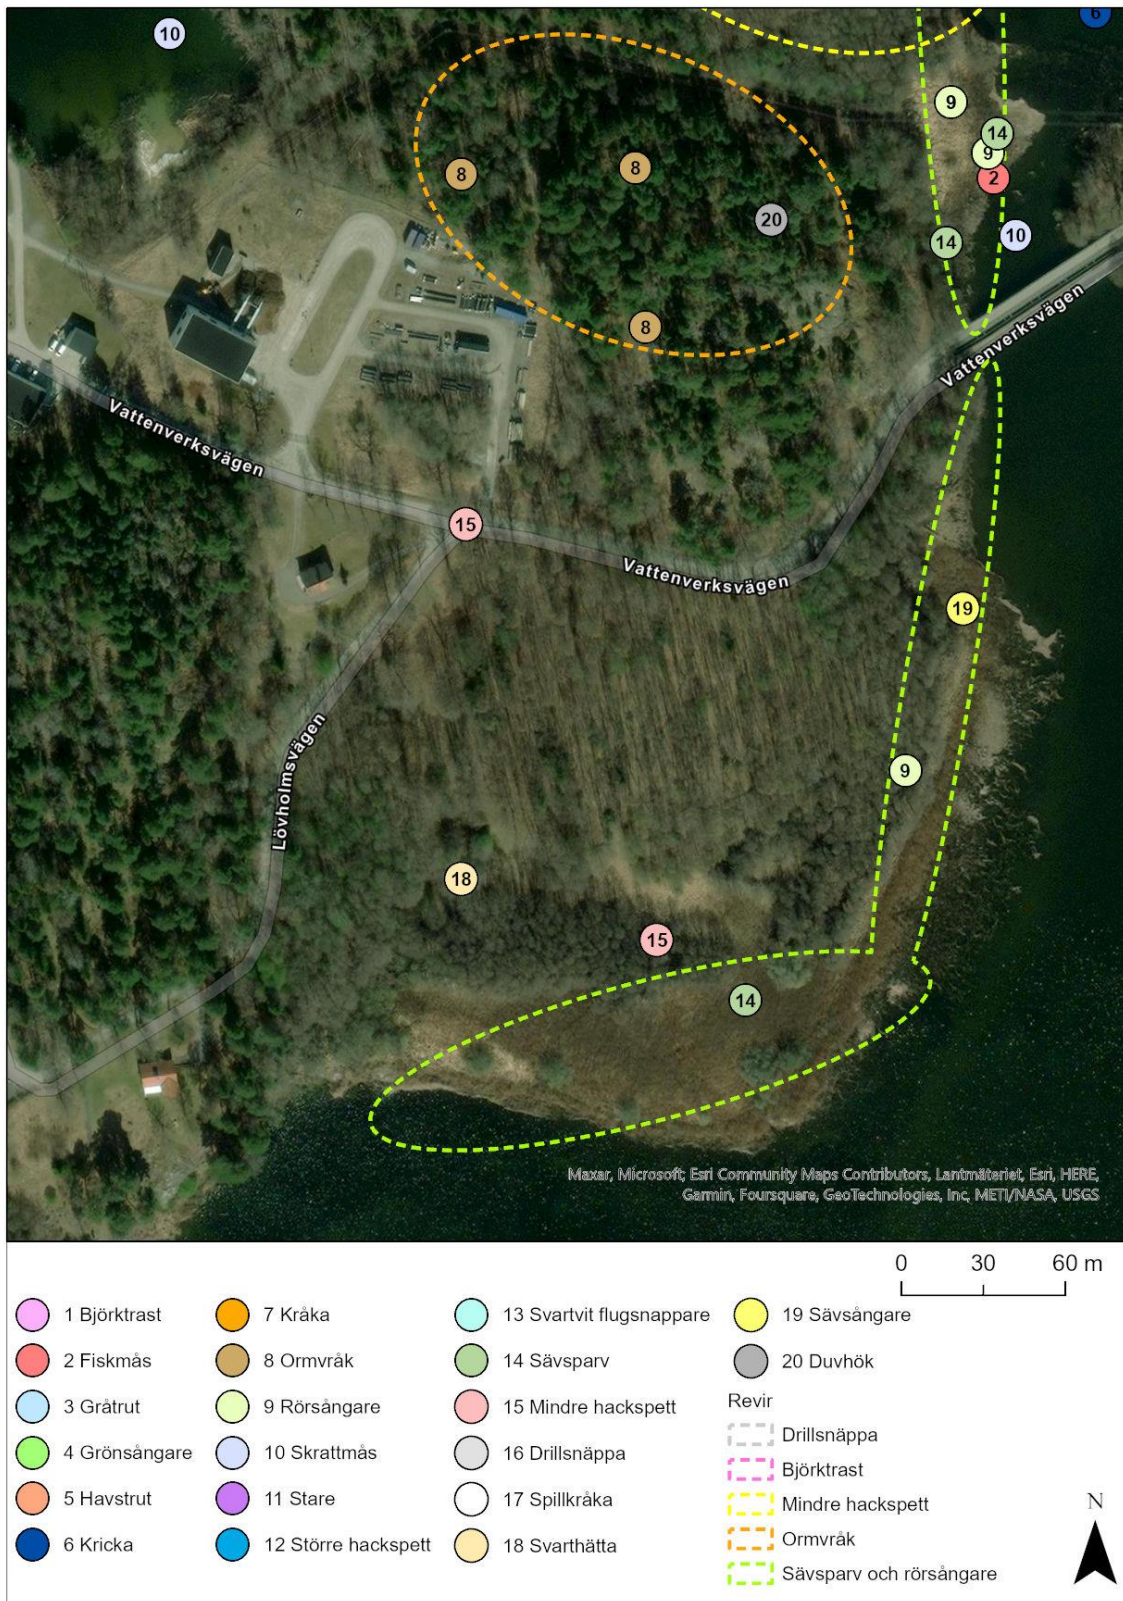 10
6
9
14
9
2
8
8
20
14
10
8
Vattenverksvägen
Vattenverksvägen
15
Vattenverksvägen
19
Lövholmsvägen
9
18
15
14
Maxar, Microsoft, Esri Community Maps Contributors, Lantmäteriet, Esri, HERE,
Garmin, Foursquare, GeoTechnologies, Inc, METI/NASA, USGS
0 30 60 m
1 Björktrast
2 Fiskmås
3 Gråtrut
4 Grönsångare
5 Havstrut
6 Kricka
7 Kråka
8 Ormvråk
9 Rörsångare
10 Skrattmås
11 Stare
12 Större hackspett
13 Svartvit flugsnappare
14 Sävsparv
15 Mindre hackspett
16 Drillsnäppa
17 Spillkråka
18 Svarthätta
19 Sävsångare
20 Duvhök
Revir
Drillsnäppa
Björktrast
Mindre hackspett
Ormvråk
Sävsparv och rörsångare
N